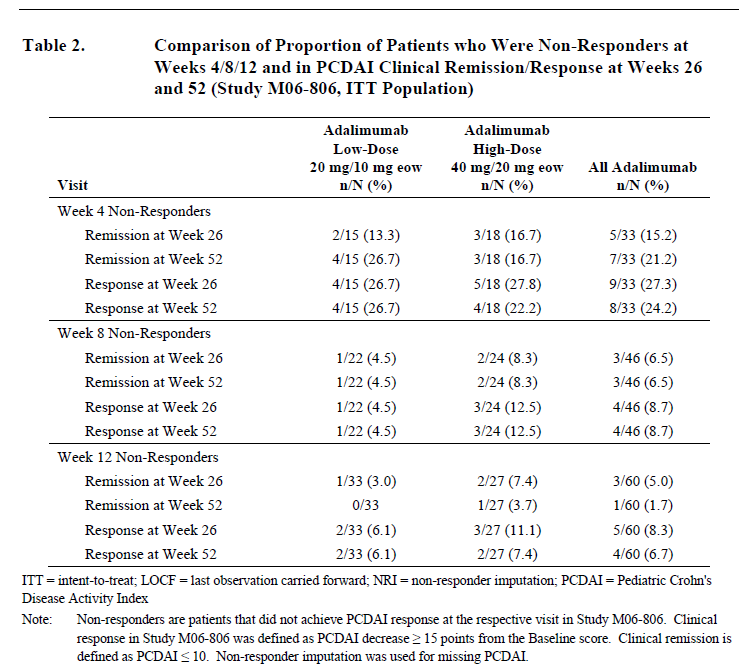 Table 2. Comparison of Proportion of Patients who Were Non-Responders at
Weeks 4/8/12 and in PCDAI Clinical Remission/Response at Weeks 26
and 52 (Study M06-806, ITT Population)
Adalimumab Adalimumab
Low-Dose High-Dose
20 mg/10 mg eow 40 mg/20 mg eow All Adalimumab
Visit n/N (%) n/N (%) n/N (%)
Week 4 Non-Responders
Remission at Week 26 2/15 (13.3) 3/18 (16.7) 5/33 (15.2)
Remission at Week 52 4/15 (26.7) 3/18 (16.7) 7/33 (21.2)
Response at Week 26 4/15 (26.7) 5/18 (27.8) 9/33 (27.3)
Response at Week 52 4/15 (26.7) 4/18 (22.2) 8/33 (24.2)
Week 8 Non-Responders
Remission at Week 26 1/22 (4.5) 2/24 (8.3) 3/46 (6.5)
Remission at Week 52 1/22 (4.5) 2/24 (8.3) 3/46 (6.5)
Response at Week 26 1/22 (4.5) 3/24 (12.5) 4/46 (8.7)
Response at Week 52 1/22 (4.5) 3/24 (12.5) 4/46 (8.7)
Week 12 Non-Responders
Remission at Week 26 1/33 (3.0) 2/27 (7.4) 3/60 (5.0)
Remission at Week 52 0/33 1/27 (3.7) 1/60 (1.7)
Response at Week 26 2/33 (6.1) 3/27 (11.1) 5/60 (8.3)
Response at Week 52 2/33 (6.1) 2/27 (7.4) 4/60 (6.7)
ITT = intent-to-treat; LOCF = last observation carried forward; NRI = non-responder imputation; PCDAI = Pediatric Crohn's
Disease Activity Index
Note: Non-responders are patients that did not achieve PCDAI response at the respective visit in Study M06-806. Clinical
response in Study M06-806 was defined as PCDAI decrease ≥ 15 points from the Baseline score. Clinical remission is
defined as PCDAI ≤ 10. Non-responder imputation was used for missing PCDAI.